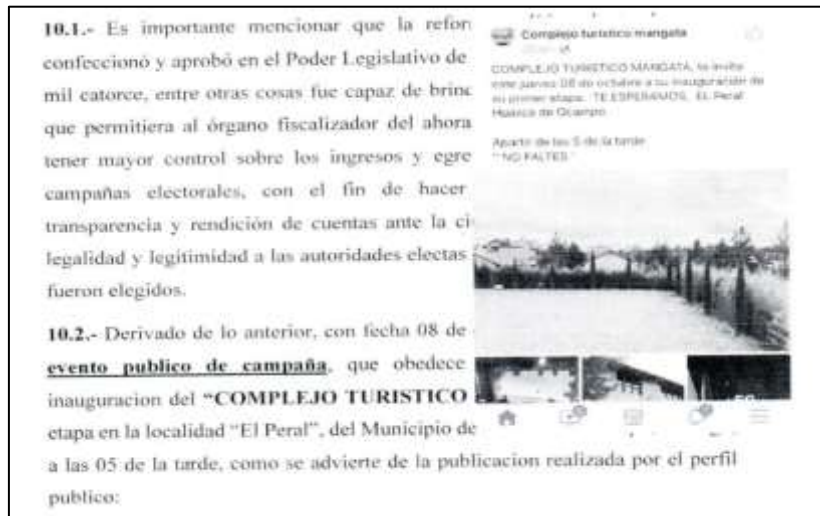 10.1.- Es importante mencionar que la refor
confeccionó y aprobó en el Poder Legislativo de
mil catorce, entre otras cosas fue capaz de brinc
que permitiera al órgano fiscalizador del ahora
tener mayor control sobre los ingresos y egre
campañas electorales, con el fin de hacer
transparencia y rendición de cuentas ante la ci
legalidad y legitimidad a las autoridades electas
fueron elegidos.
10.2.- Derivado de lo anterior, con fecha 08 de
evento publico de campaña, que obedece
inauguracion del “COMPLEJO TURISTICO
etapa en la localidad “El Peral”, del Municipio de
a las 05 de la tarde, como se advierte de la publicacion realizada por el perfil
publico:
Complejo turistico mangata
COMPLEJO TURISTICO MANGATA, te invita
este jueves 08 de octubre a su inauguración de
su primer etapa. TE ESPERAMOS, EL Peral
Huasca de Ocampo.
Apartir de las 5 de la tarde
NO FALTES